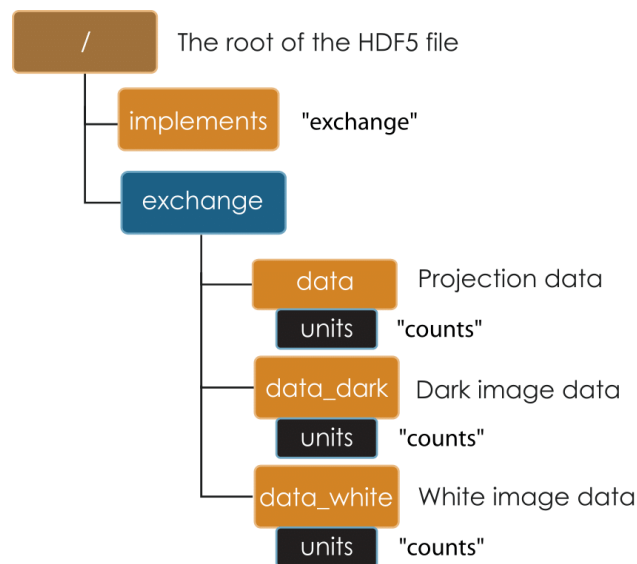 / The root of the HDF5 file
implements "exchange"
exchange
data Projection data
units "counts"
data_dark Dark image data
units "counts"
data_white White image data
units "counts"